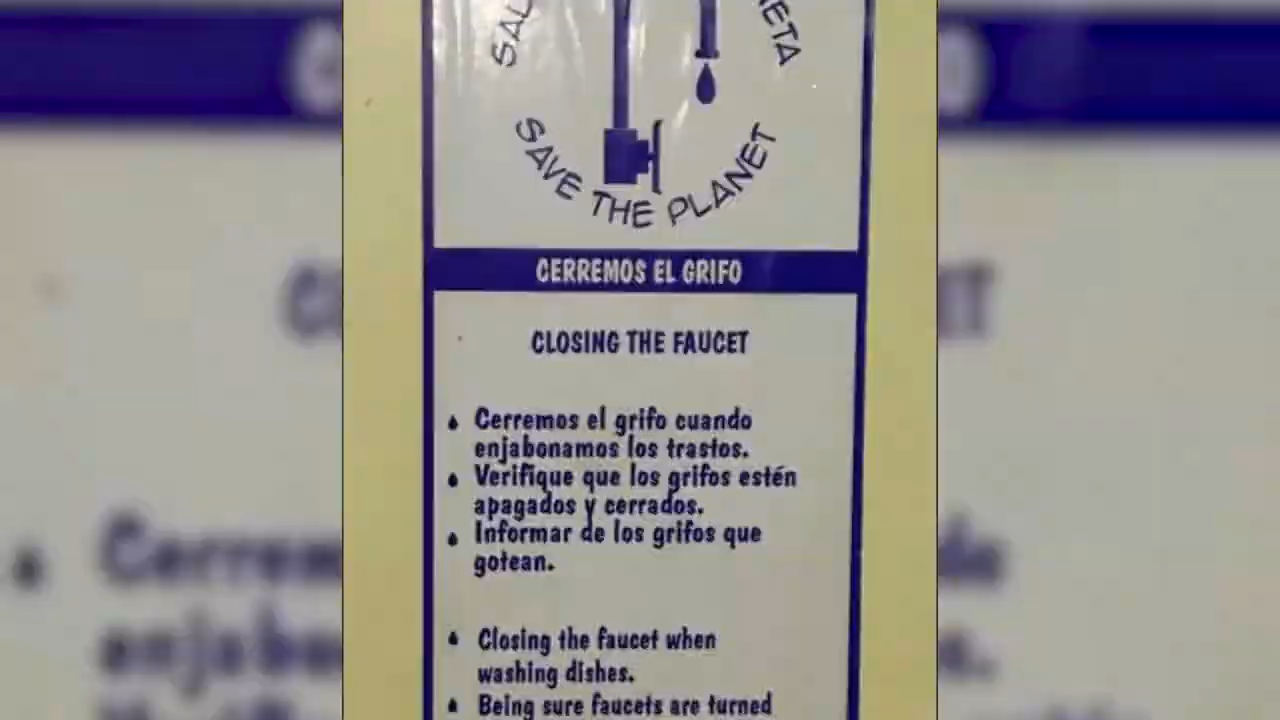 SAVE THE PLANET
CERREMOS EL GRIFO
CLOSING THE FAUCET
Cerremos el grifo cuando
enjabonamos los trastos.
Verifique que los grifos estén
apagados y cerrados.
Informar de los grifos que
gotean.
Closing the faucet when
washing dishes.
Being sure faucets are turned